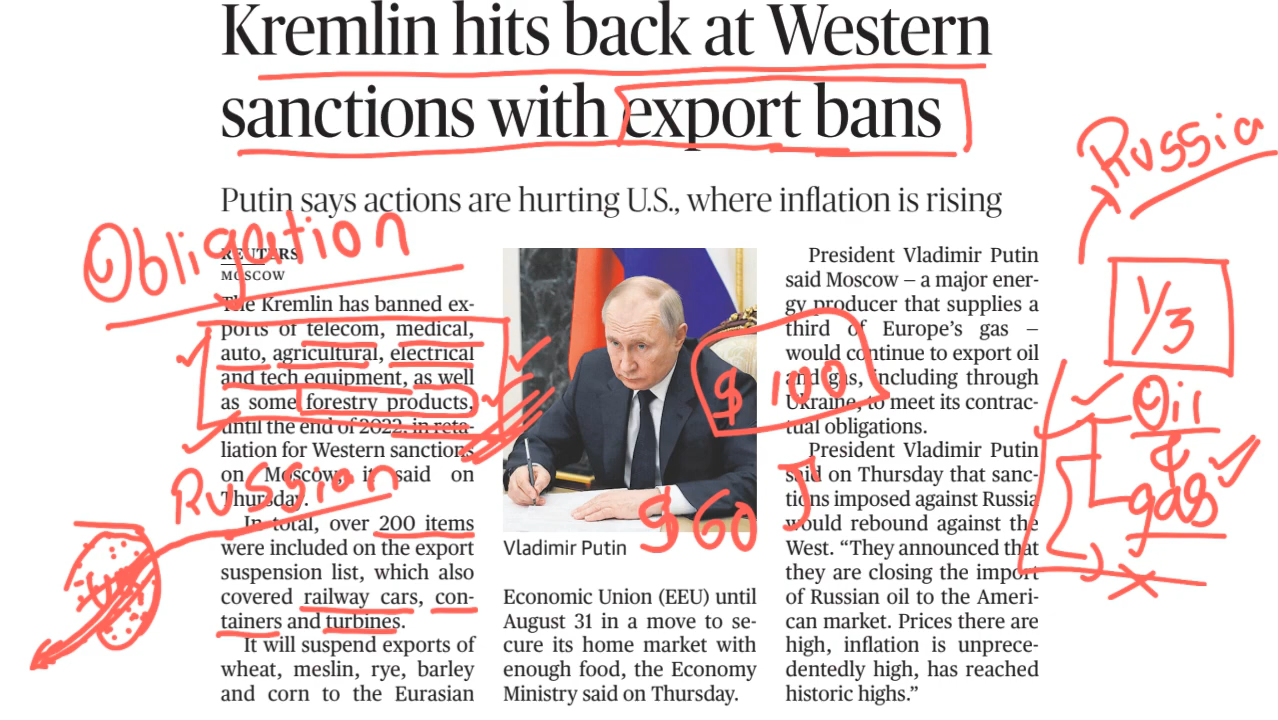 Kremlin hits back at Western
sanctions with export bans
Putin says actions are hurting U.S., where inflation is rising
Obligation
REUTERS
MOSCOW
The Kremlin has banned ex-
ports of telecom, medical,
auto, agricultural, electrical
and tech equipment, as well
as some forestry products,
until the end of 2022, in reta-
liation for Western sanctions
on Moscow, it said on
Thursday.
Russian
In total, over 200 items
were included on the export
suspension list, which also
covered railway cars, con-
tainers and turbines.
It will suspend exports of
wheat, meslin, rye, barley
and corn to the Eurasian
$100
$60
Vladimir Putin
Economic Union (EEU) until
August 31 in a move to se-
cure its home market with
enough food, the Economy
Ministry said on Thursday.
President Vladimir Putin
said Moscow – a major ener-
gy producer that supplies a
third of Europe's gas –
would continue to export oil
and gas, including through
Ukraine, to meet its contrac-
tual obligations.
President Vladimir Putin
said on Thursday that sanc-
tions imposed against Russia
would rebound against the
West. “They announced that
they are closing the import
of Russian oil to the Ameri-
can market. Prices there are
high, inflation is unprece-
dentedly high, has reached
historic highs.”
Russia
1/3
Oil
&
gas